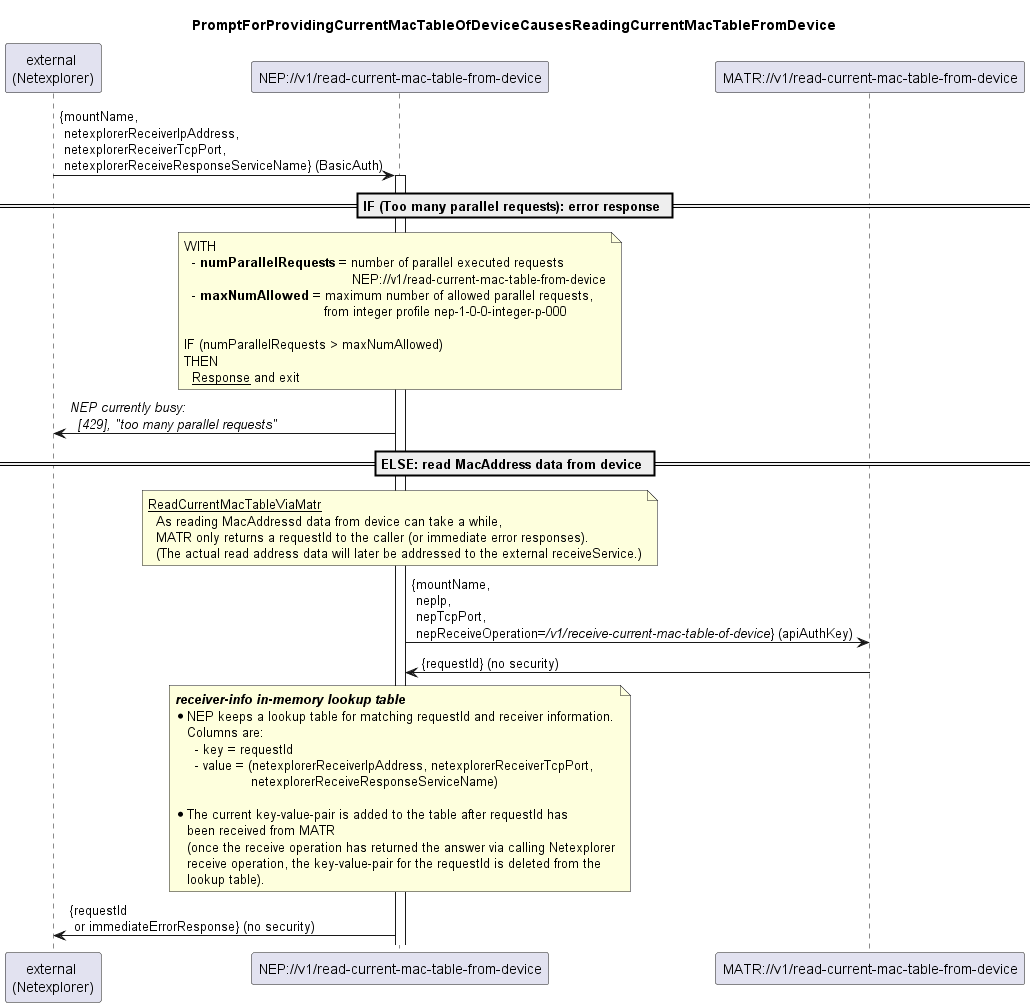 PromptForProvidingCurrentMacTableOfDeviceCausesReadingCurrentMacTableFromDevice
external
(Netexplorer)
NEP://v1/read-current-mac-table-from-device
MATR://v1/read-current-mac-table-from-device
{mountName,
netexplorerReceiverIpAddress,
netexplorerReceiverTcpPort,
netexplorerReceiveResponseServiceName} (BasicAuth)
IF (Too many parallel requests): error response
WITH
- numParallelRequests = number of parallel executed requests
NEP://v1/read-current-mac-table-from-device
- maxNumAllowed = maximum number of allowed parallel requests,
from integer profile nep-1-0-0-integer-p-000
IF (numParallelRequests > maxNumAllowed)
THEN
Response and exit
NEP currently busy:
[429], "too many parallel requests"
ELSE: read MacAddress data from device
ReadCurrentMacTableViaMatr
As reading MacAddressd data from device can take a while,
MATR only returns a requestId to the caller (or immediate error responses).
(The actual read address data will later be addressed to the external receiveService.)
{mountName,
nepIp,
nepTcpPort,
nepReceiveOperation=/v1/receive-current-mac-table-of-device} (apiAuthKey)
{requestId} (no security)
receiver-info in-memory lookup table
• NEP keeps a lookup table for matching requestId and receiver information.
Columns are:
- key = requestId
- value = (netexplorerReceiverIpAddress, netexplorerReceiverTcpPort,
netexplorerReceiveResponseServiceName)
• The current key-value-pair is added to the table after requestId has
been received from MATR
(once the receive operation has returned the answer via calling Netexplorer
receive operation, the key-value-pair for the requestId is deleted from the
lookup table).
{requestId
or immediateErrorResponse} (no security)
external
(Netexplorer)
NEP://v1/read-current-mac-table-from-device
MATR://v1/read-current-mac-table-from-device